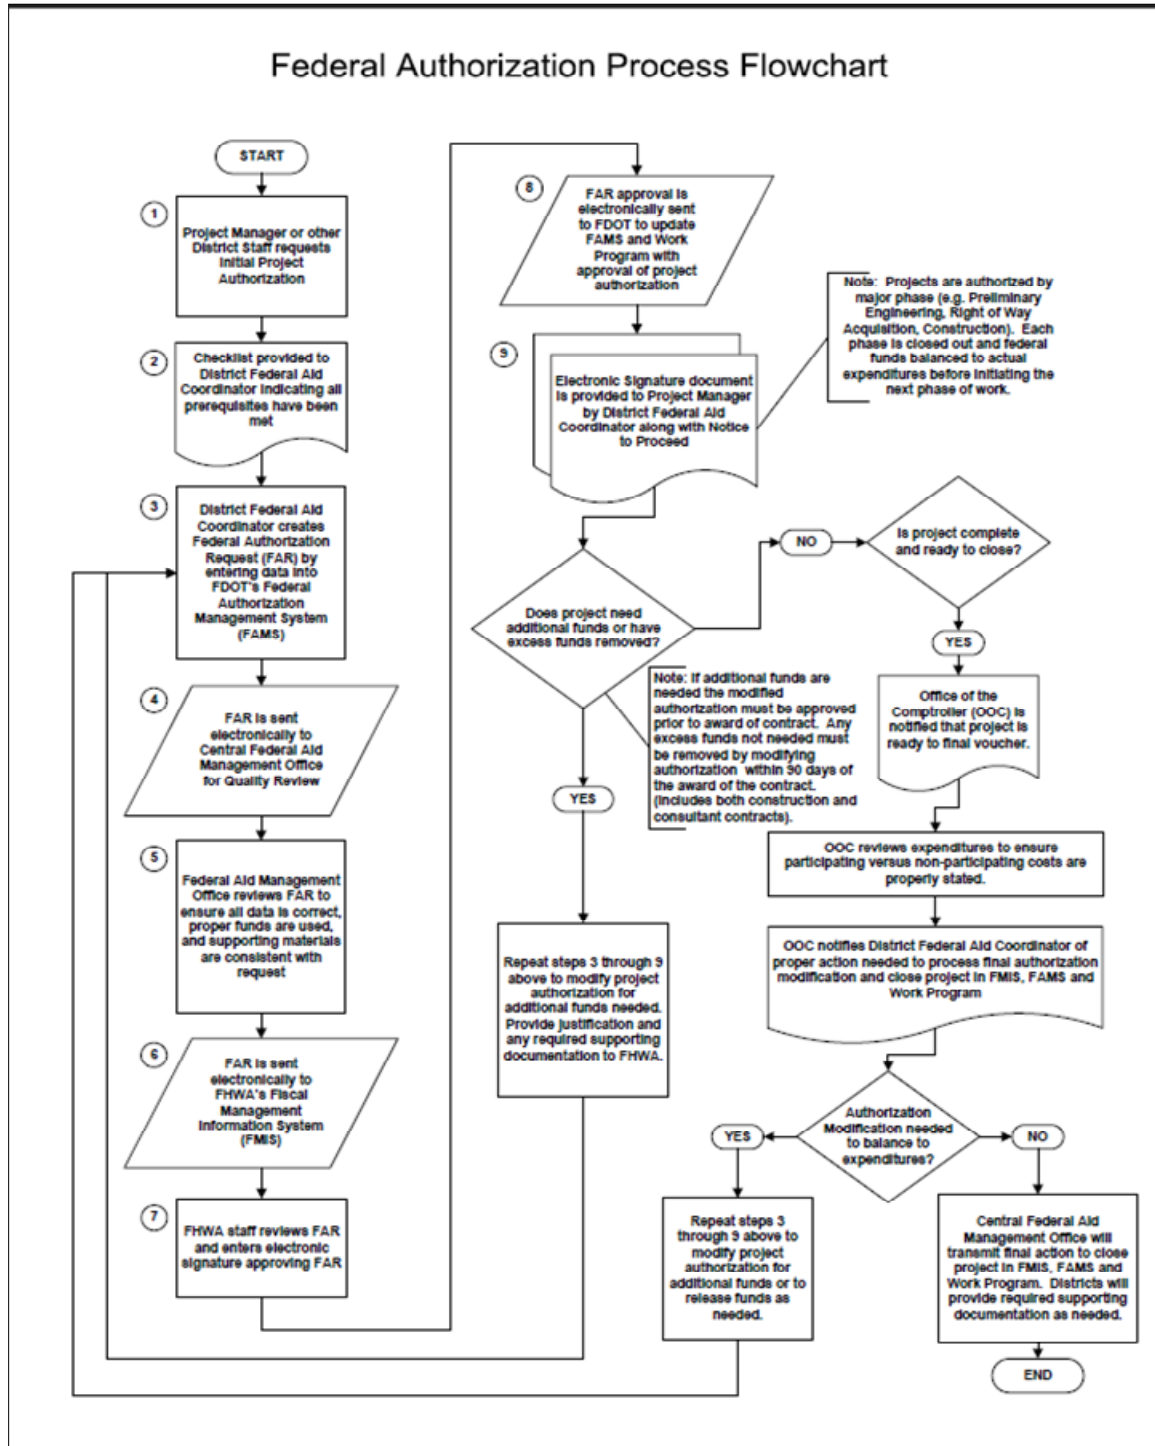 Federal Authorization Process Flowchart
START
1
Project Manager or other
District Staff requests
Initial Project
Authorization
2
Checklist provided to
District Federal Aid
Coordinator indicating all
prerequisites have been
met
3
District Federal Aid
Coordinator creates
Federal Authorization
Request (FAR) by
entering data into
FDOT's Federal
Authorization
Management System
(FAMS)
4
FAR is sent
electronically to
Central Federal Aid
Management Office
for Quality Review
5
Federal Aid Management
Office reviews FAR to
ensure all data is correct,
proper funds are used,
and supporting materials
are consistent with
request
6
FAR is sent
electronically to
FHWA's Fiscal
Management
Information System
(FMIS)
7
FHWA staff reviews FAR
and enters electronic
signature approving FAR
8
FAR approval is
electronically sent
to FDOT to update
FAMS and Work
Program with
approval of project
authorization
9
Electronic Signature document
is provided to Project Manager
by District Federal Aid
Coordinator along with Notice
to Proceed
Note: Projects are authorized by
major phase (e.g. Preliminary
Engineering, Right of Way
Acquisition, Construction). Each
phase is closed out and federal
funds balanced to actual
expenditures before initiating the
next phase of work.
Does project need
additional funds or have
excess funds removed?
NO
Is project complete
and ready to close?
YES
Note: If additional funds are
needed the modified
authorization must be approved
prior to award of contract. Any
excess funds not needed must
be removed by modifying
authorization within 90 days of
the award of the contract.
(includes both construction and
consultant contracts).
YES
Repeat steps 3 through 9
above to modify project
authorization for
additional funds needed.
Provide justification and
any required supporting
documentation to FHWA.
Office of the
Comptroller (OOC) is
notified that project is
ready to final voucher.
OOC reviews expenditures to ensure
participating versus non-participating costs are
properly stated.
OOC notifies District Federal Aid Coordinator of
proper action needed to process final authorization
modification and close project in FMIS, FAMS and
Work Program
Authorization
Modification needed
to balance to
expenditures?
YES
NO
Repeat steps 3
through 9 above to
modify project
authorization for
additional funds or to
release funds as
needed.
Central Federal Aid
Management Office will
transmit final action to close
project in FMIS, FAMS and
Work Program. Districts will
provide required supporting
documentation as needed.
END